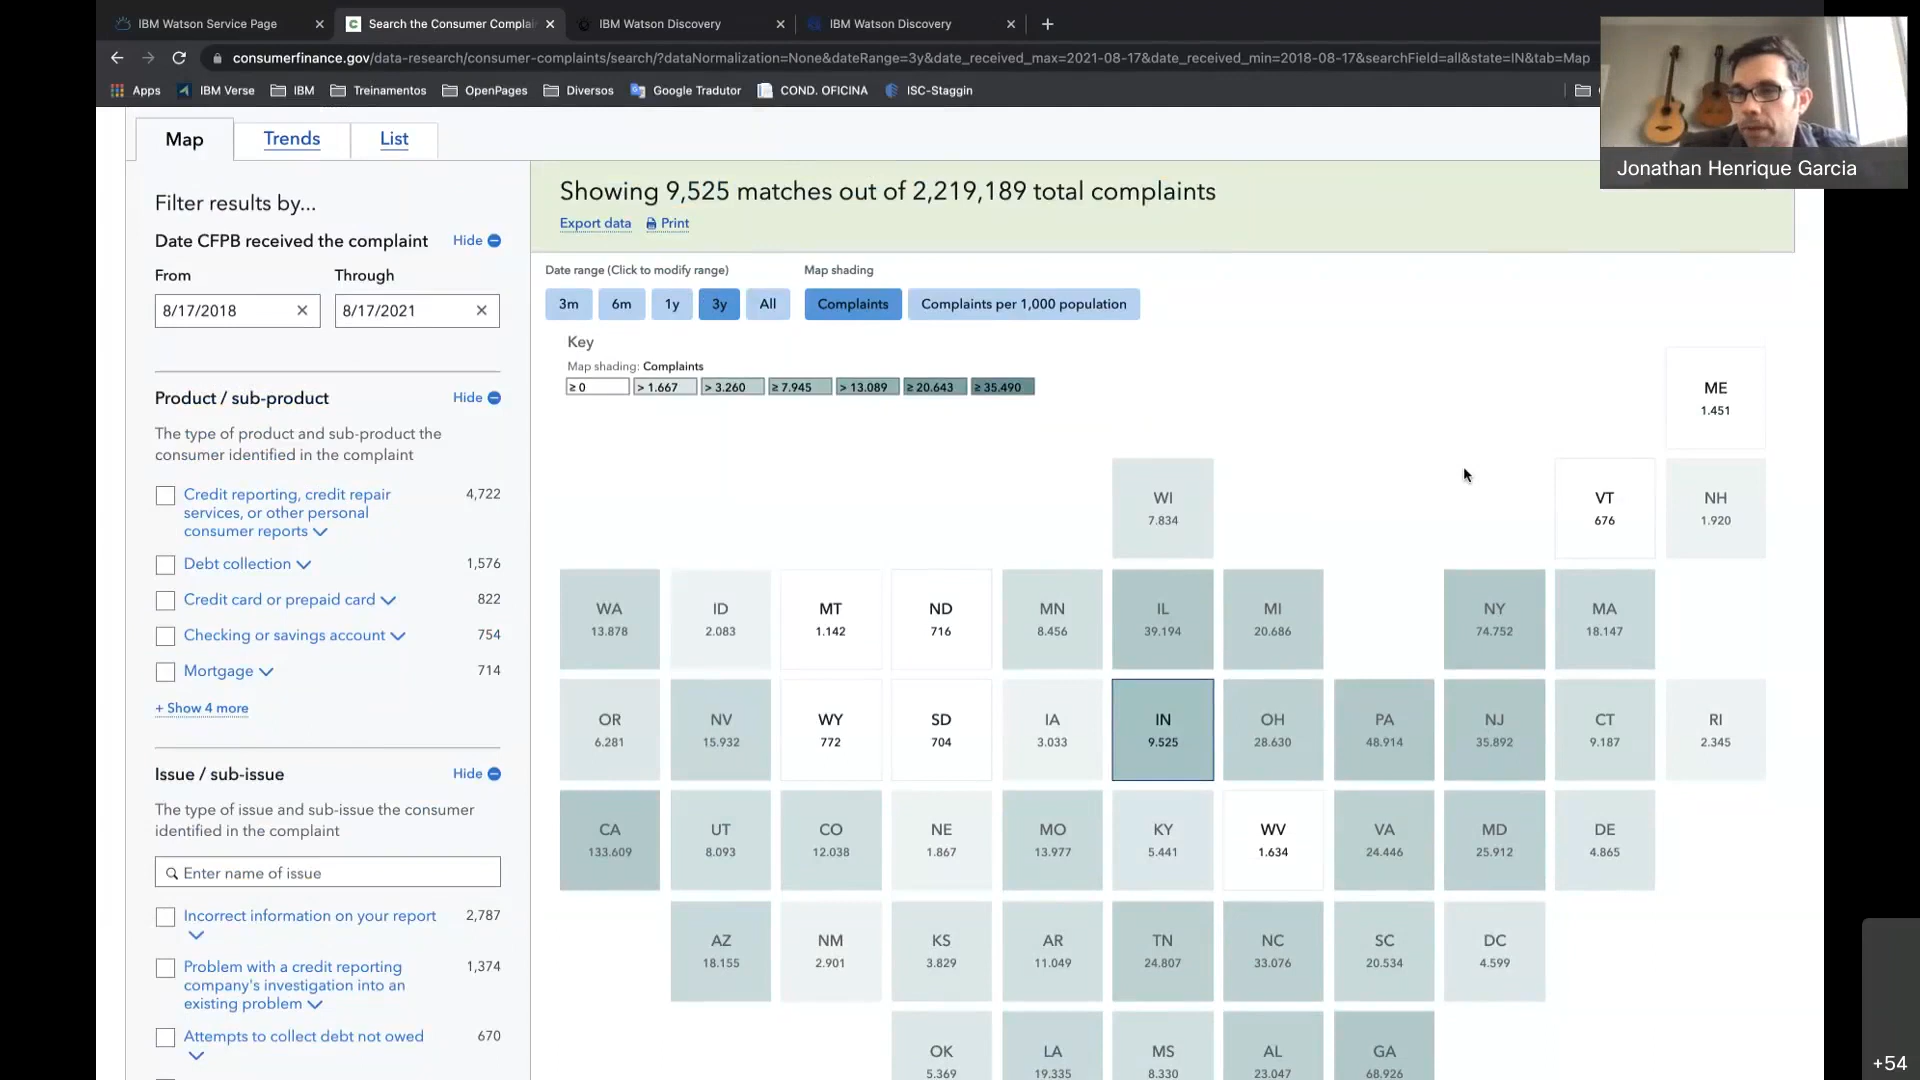 IBM Watson Service Page
Search the Consumer Complai
IBM Watson Discovery
IBM Watson Discovery
consumerfinance.gov/data-research/consumer-complaints/search/?dataNormalization=None&dateRange=3y&date_received_max=2021-08-17&date_received_min=2018-08-17&searchField=all&state=IN&tab=Map
Apps
IBM Verse
IBM
Treinamentos
OpenPages
Diversos
Google Tradutor
COND. OFICINA
ISC-Staggin
Jonathan Henrique Garcia
Map
Trends
List
Filter results by...
Date CFPB received the complaint
Hide
From
Through
8/17/2018
8/17/2021
Product / sub-product
Hide
The type of product and sub-product the
consumer identified in the complaint
Credit reporting, credit repair
services, or other personal
consumer reports
4,722
Debt collection
1,576
Credit card or prepaid card
822
Checking or savings account
754
Mortgage
714
+ Show 4 more
Issue / sub-issue
Hide
The type of issue and sub-issue the consumer
identified in the complaint
Enter name of issue
Incorrect information on your report
2,787
Problem with a credit reporting
company's investigation into an
existing problem
1,374
Attempts to collect debt not owed
670
Showing 9,525 matches out of 2,219,189 total complaints
Export data
Print
Date range (Click to modify range)
Map shading
3m
6m
1y
3y
All
Complaints
Complaints per 1,000 population
Key
Map shading: Complaints
≥ 0
> 1.667
> 3.260
≥ 7.945
> 13.089
≥ 20.643
≥ 35.490
ME
1.451
WI
7.834
VT
676
NH
1.920
WA
13.878
ID
2.083
MT
1.142
ND
716
MN
8.456
IL
39.194
MI
20.686
NY
74.752
MA
18.147
OR
6.281
NV
15.932
WY
772
SD
704
IA
3.033
IN
9.525
OH
28.630
PA
48.914
NJ
35.892
CT
9.187
RI
2.345
CA
133.609
UT
8.093
CO
12.038
NE
1.867
MO
13.977
KY
5.441
WV
1.634
VA
24.446
MD
25.912
DE
4.865
AZ
18.155
NM
2.901
KS
3.829
AR
11.049
TN
24.807
NC
33.076
SC
20.534
DC
4.599
OK
5.369
LA
19.335
MS
8.330
AL
23.047
GA
68.926
+54